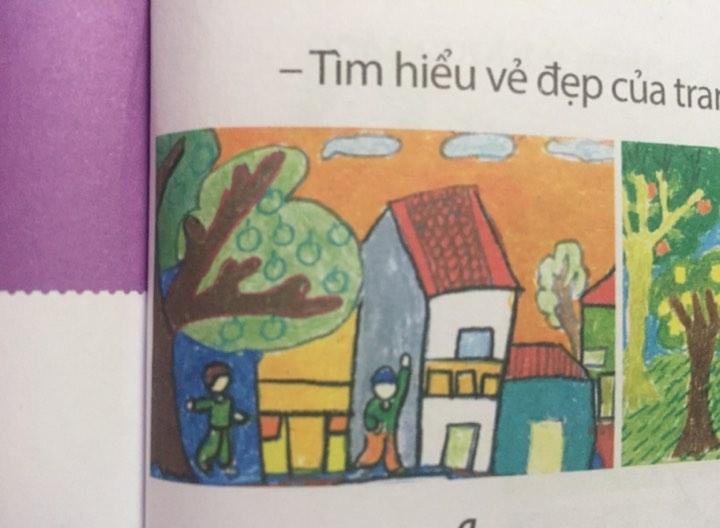 – Tìm hiểu vẻ đẹp của